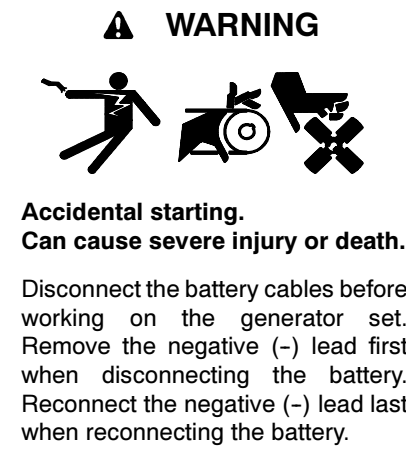 WARNING
Accidental starting.
Can cause severe injury or death.
Disconnect the battery cables before
working on the generator set.
Remove the negative (–) lead first
when disconnecting the battery.
Reconnect the negative (–) lead last
when reconnecting the battery.